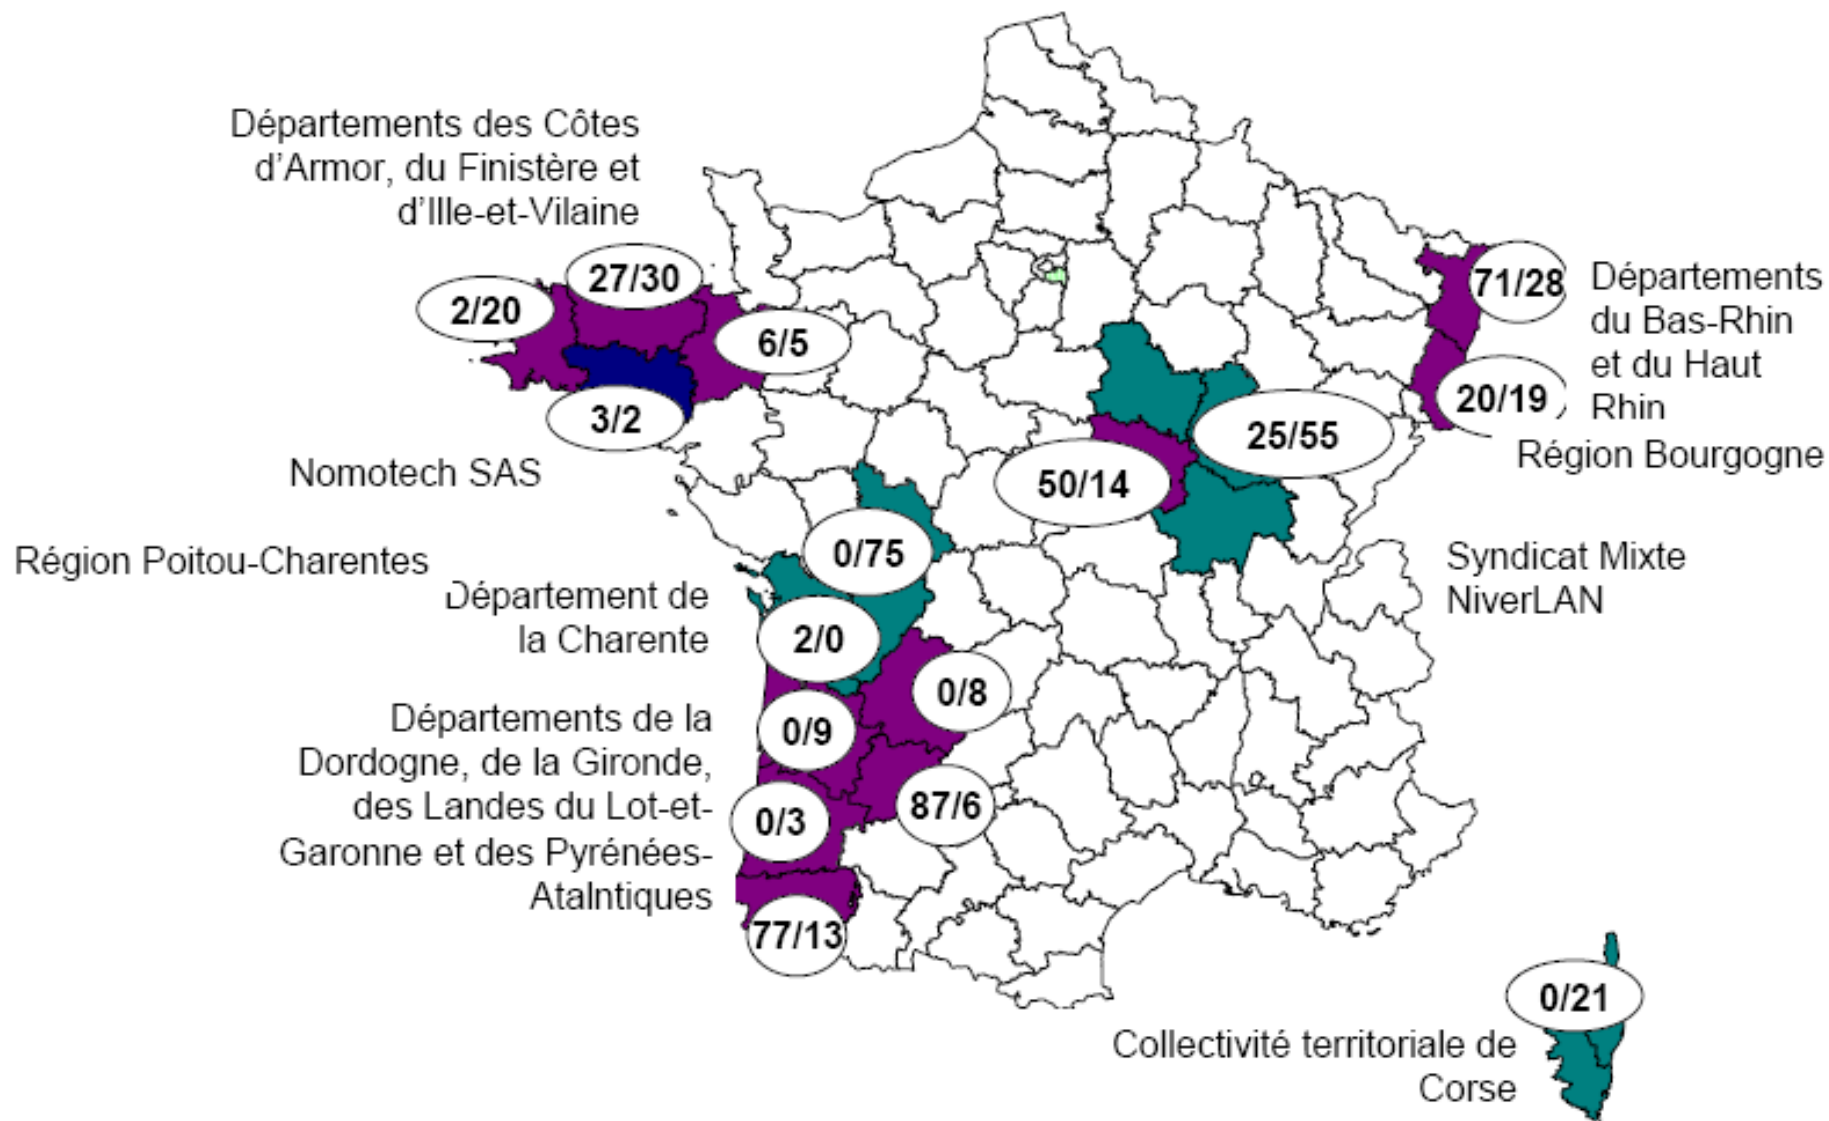 Départements des Côtes
d'Armor, du Finistère et
d'Ille-et-Vilaine
27/30
2/20
6/5
3/2
Nomotech SAS
71/28
Départements
du Bas-Rhin
et du Haut
Rhin
20/19
25/55
Région Bourgogne
50/14
Région Poitou-Charentes
0/75
Syndicat Mixte
NiverLAN
Département de
la Charente
2/0
0/8
Départements de la
Dordogne, de la Gironde,
des Landes du Lot-et-
Garonne et des Pyrénées-
Atalntiques
0/9
87/6
0/3
77/13
0/21
Collectivité territoriale de
Corse